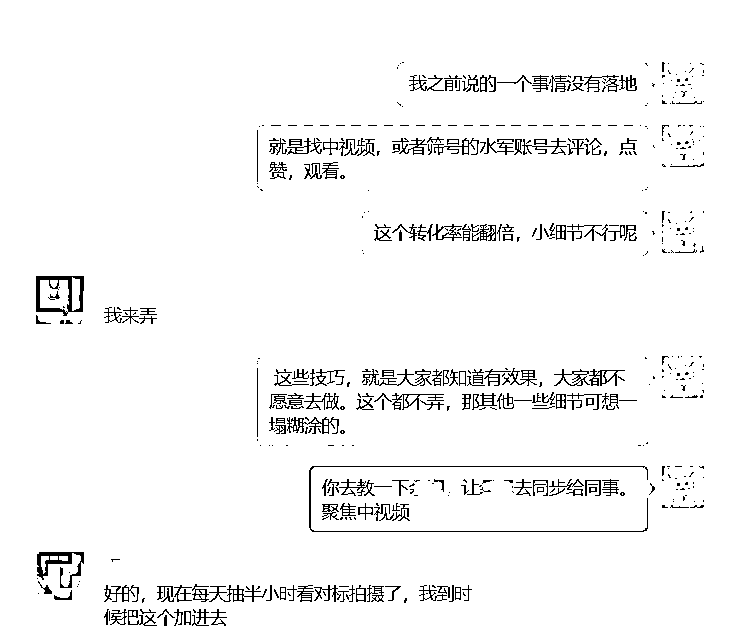 我之前说的一个事情没有落地
就是找中视频，或者筛号的水军账号去评论，点
赞，观看。
这个转化率能翻倍，小细节不行呢
我来弄
这些技巧，就是大家都知道有效果，大家都不
愿意去做。这个都不弄，那其他一些细节可想一
塌糊涂的。
你去教一下，让去同步给同事。
聚焦中视频
好的，现在每天抽半小时看对标拍摄了，我到时
候把这个加进去